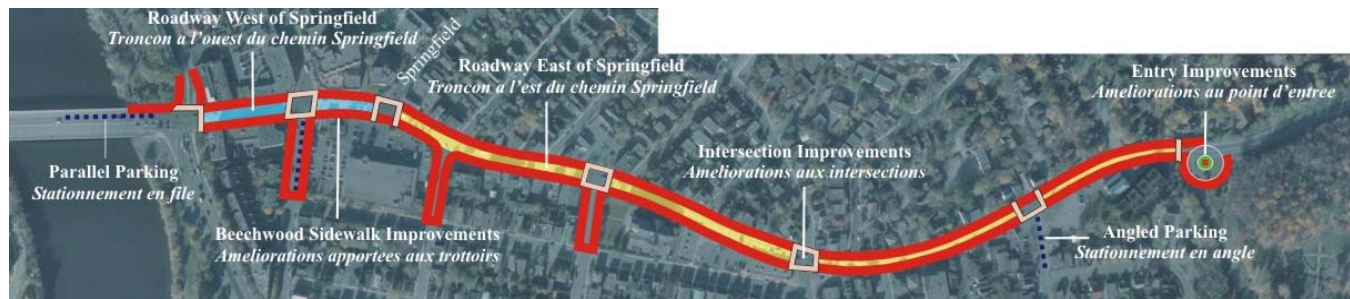 Roadway West of Springfield
Troncon a l'ouest du chemin Springfield
Springfield
Roadway East of Springfield
Troncon a l'est du chemin Springfield
Entry Improvements
Ameliorations au point d'entree
Parallel Parking
Stationnement en file
Intersection Improvements
Ameliorations aux intersections
Beechwood Sidewalk Improvements
Ameliorations apportees aux trottoirs
Angled Parking
Stationnement en angle